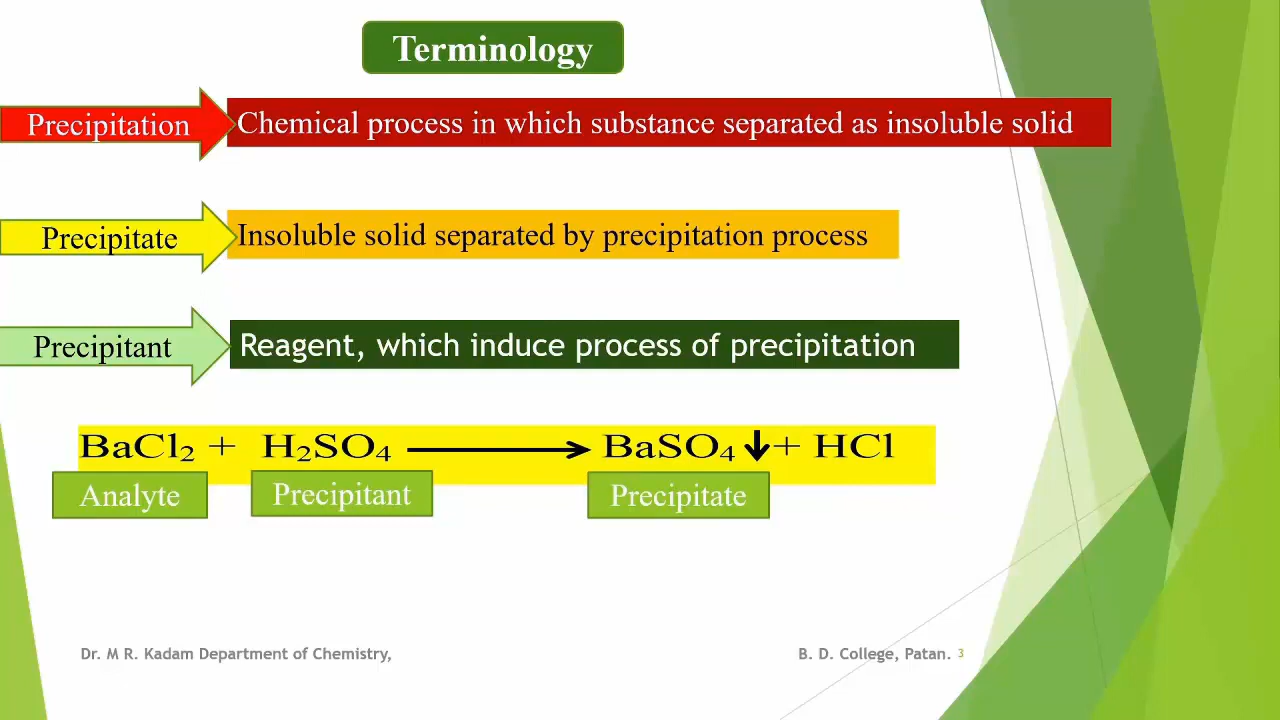 Terminology
Precipitation
Chemical process in which substance separated as insoluble solid
Precipitate
Insoluble solid separated by precipitation process
Precipitant
Reagent, which induce process of precipitation
BaCl₂ + H₂SO₄ ⟶ BaSO₄ ↓ + HCl
Analyte Precipitant Precipitate
Dr. M R. Kadam Department of Chemistry, B. D. College, Patan. 3